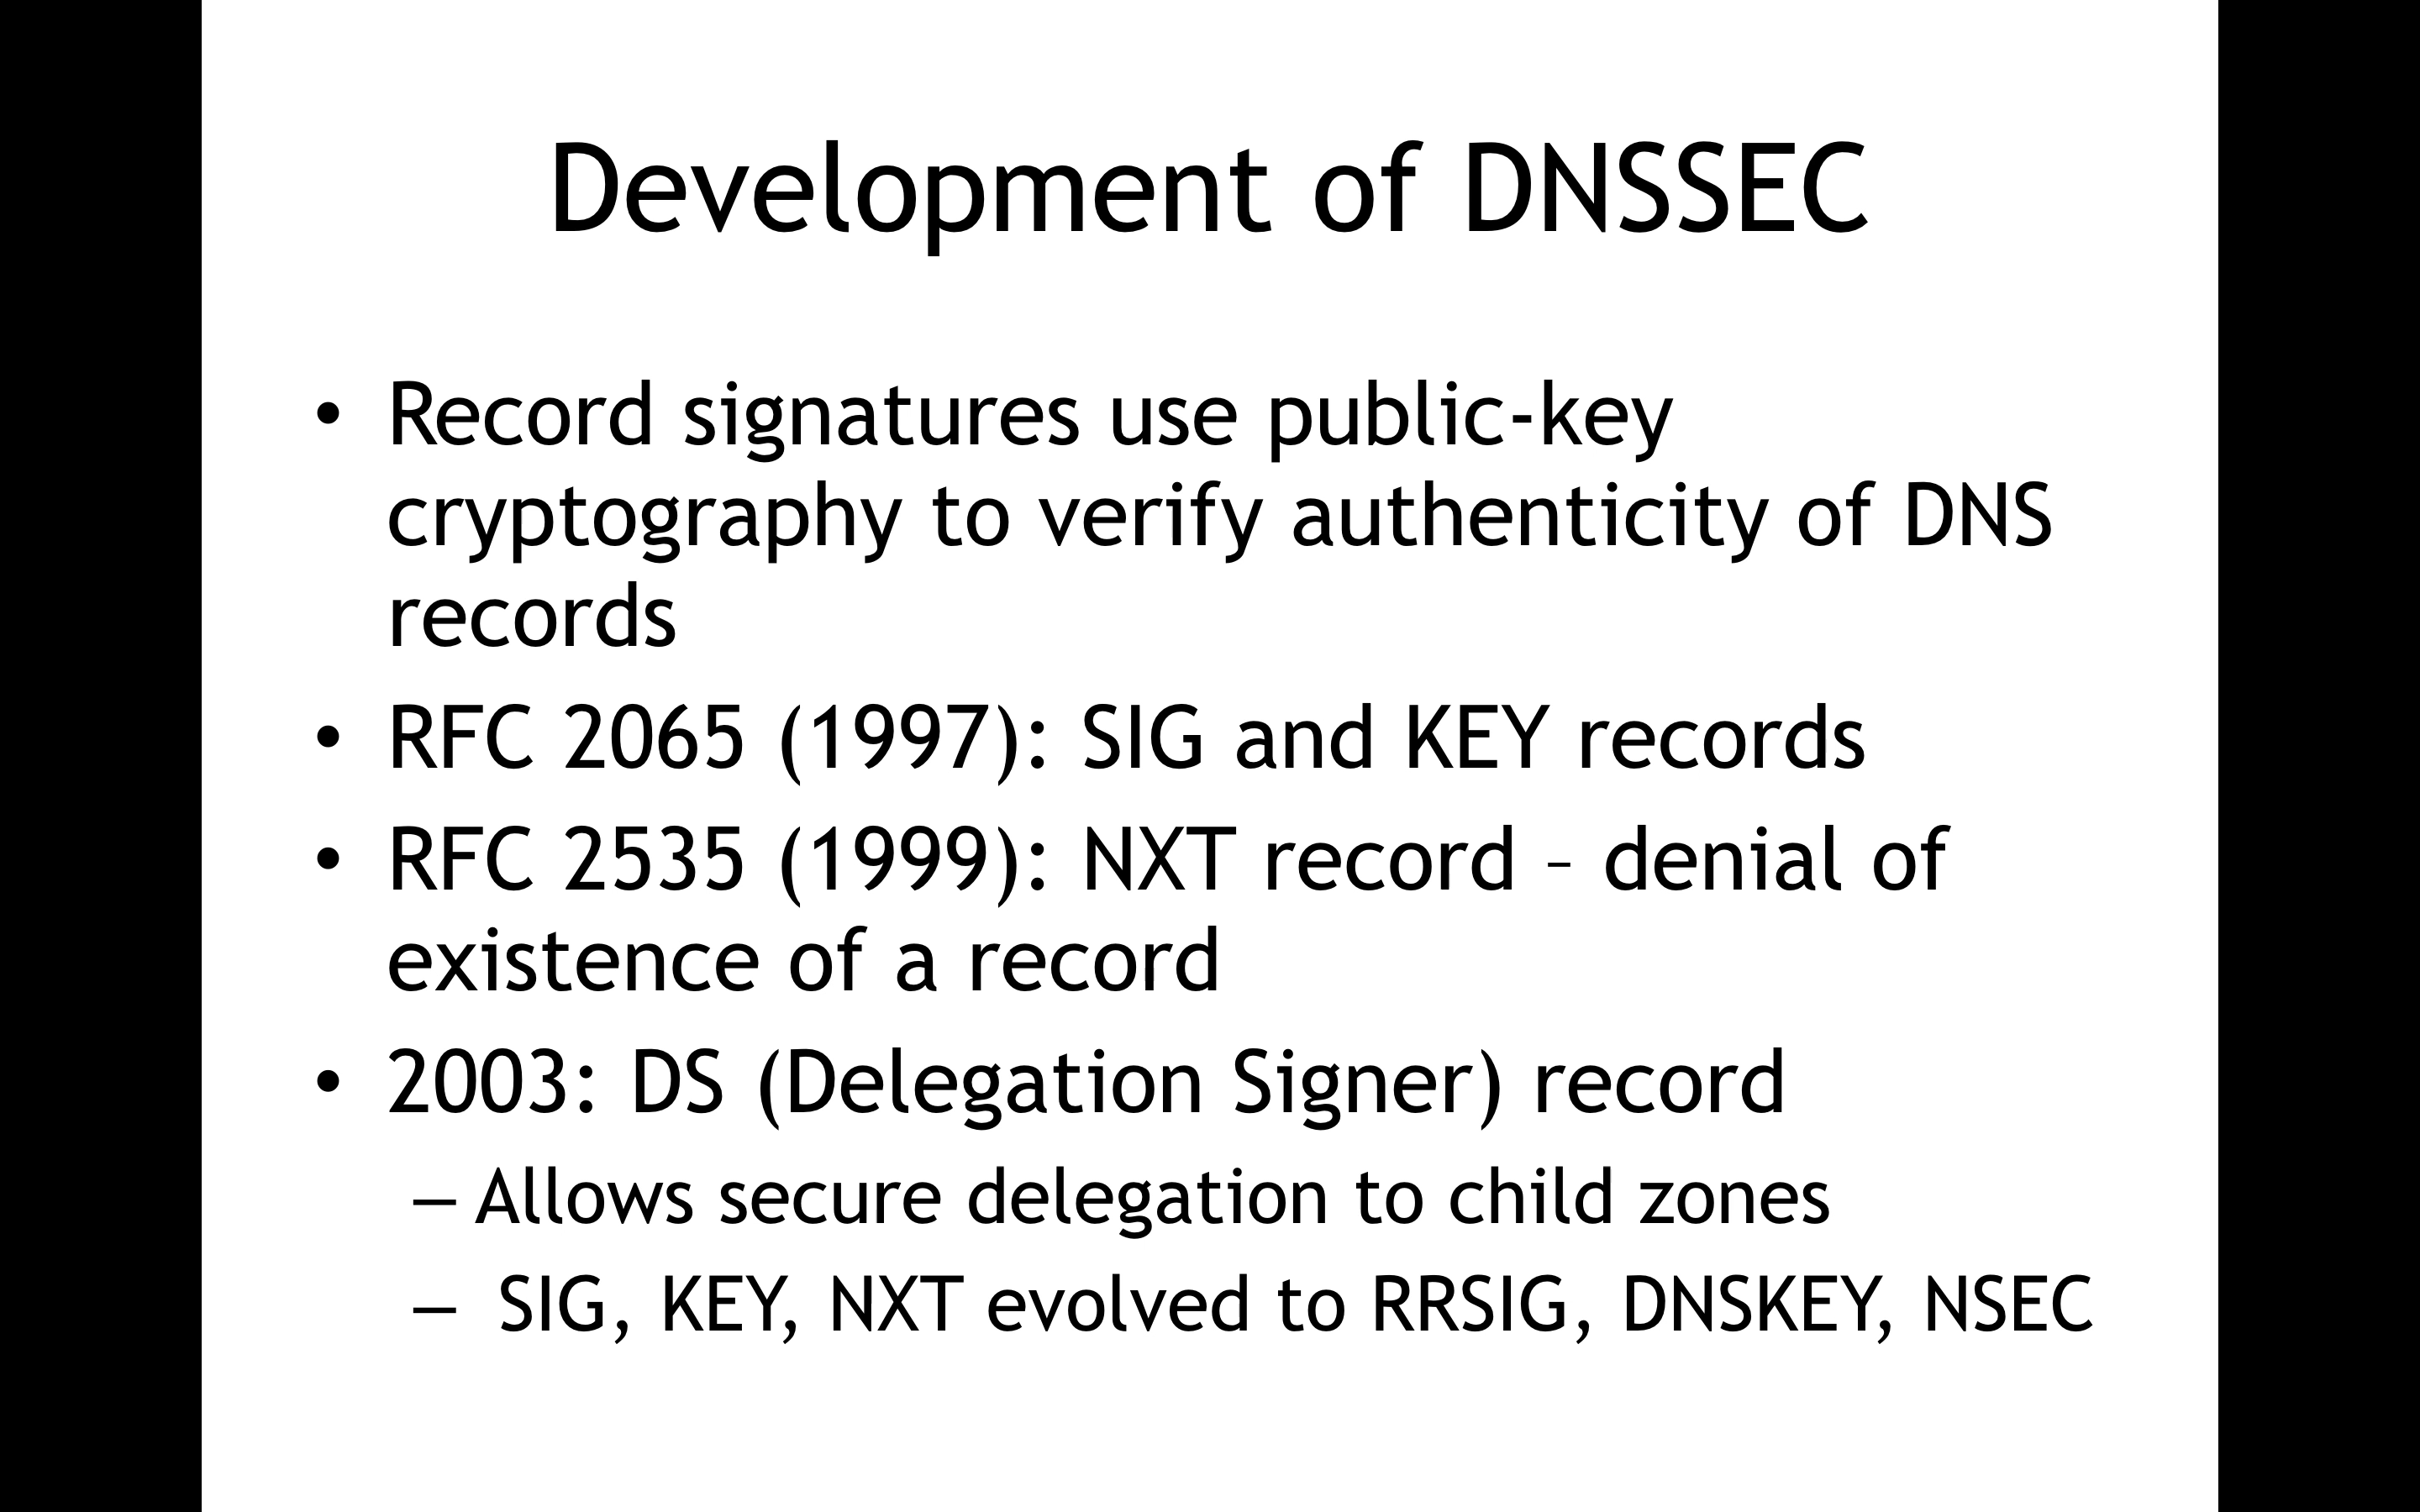 Development of DNSSEC
• Record signatures use public-key
cryptography to verify authenticity of DNS
records
• RFC 2065 (1997): SIG and KEY records
• RFC 2535 (1999): NXT record – denial of
existence of a record
• 2003: DS (Delegation Signer) record
– Allows secure delegation to child zones
– SIG, KEY, NXT evolved to RRSIG, DNSKEY, NSEC